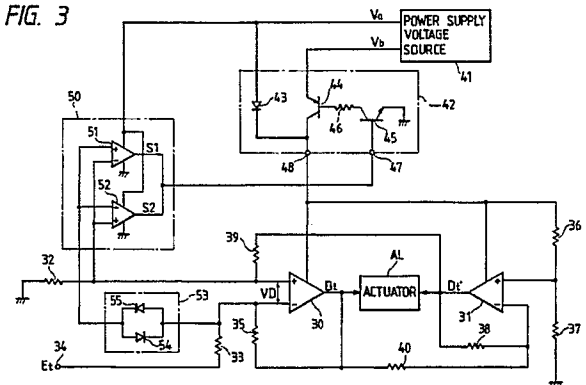 FIG. 3
Va
POWER SUPPLY
VOLTAGE
SOURCE
41
Vb
50
44
43
42
46
45
51
S1
48
47
52
S2
32
39
AL
36
VD
Dt
ACTUATOR
Dt'
55
53
30
31
35
38
37
54
33
34
Et
40